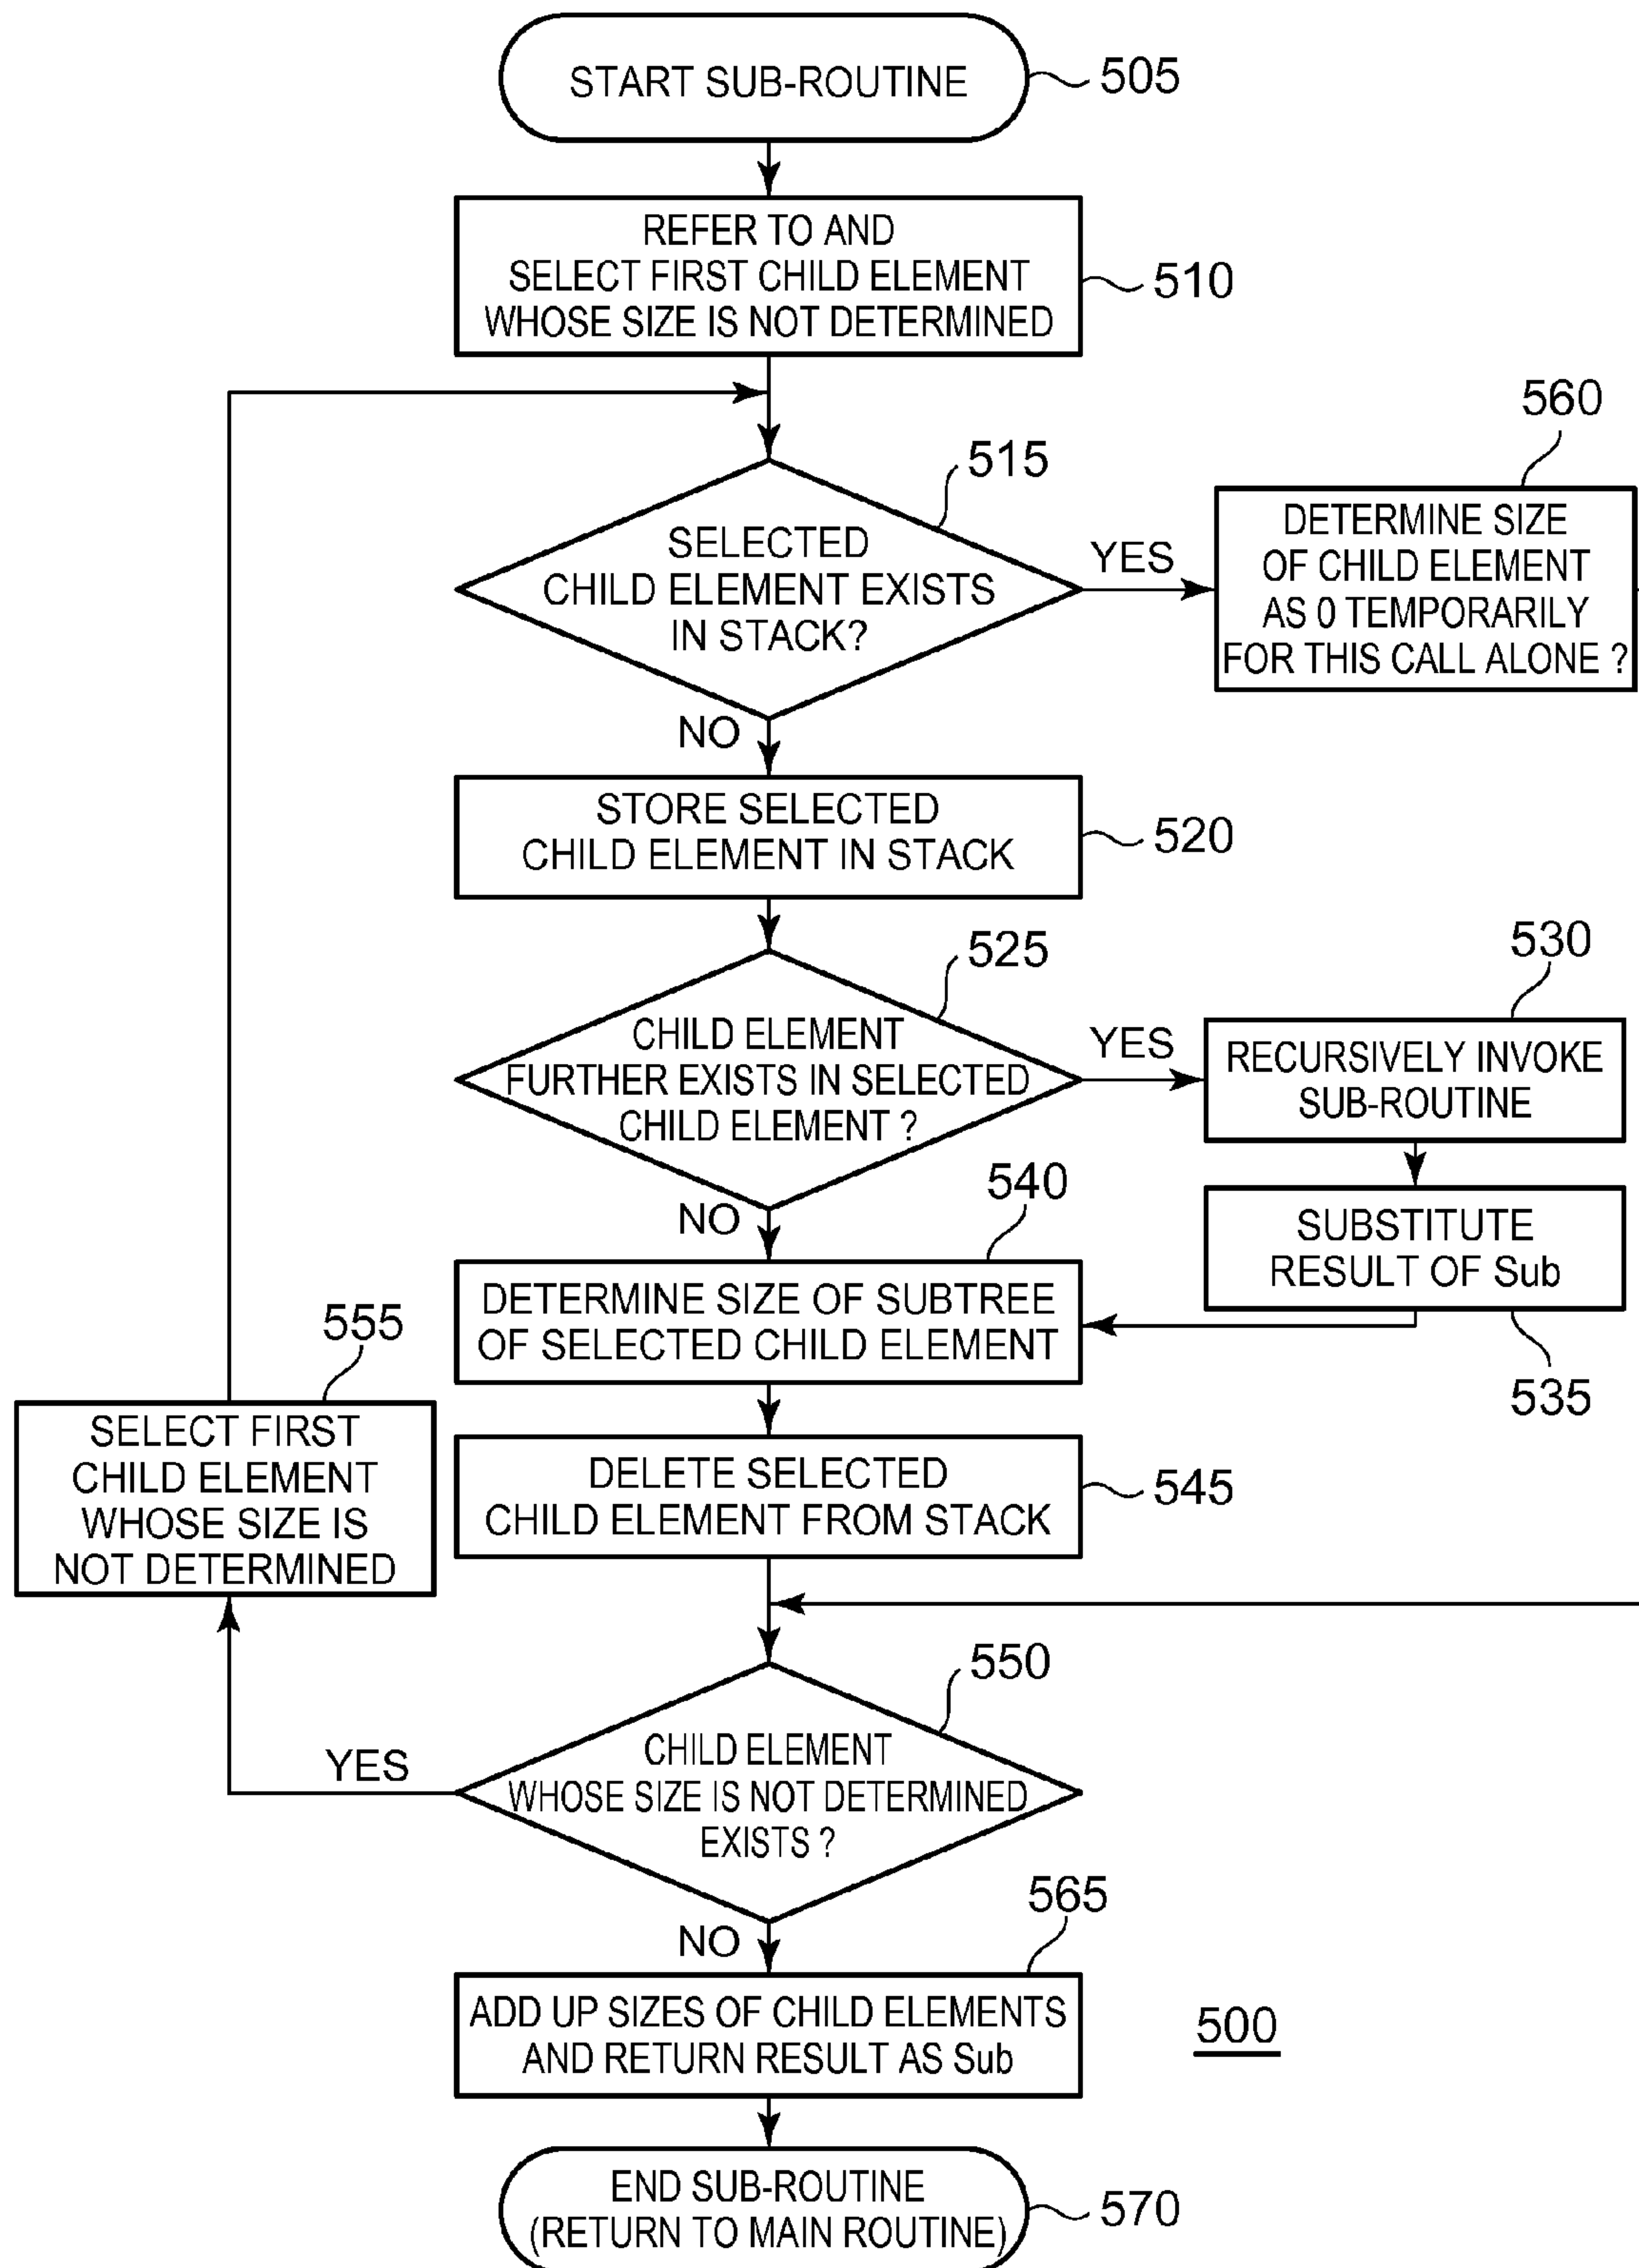 START SUB-ROUTINE
505
REFER TO AND
SELECT FIRST CHILD ELEMENT
WHOSE SIZE IS NOT DETERMINED
510
515
SELECTED
CHILD ELEMENT EXISTS
IN STACK?
YES
560
DETERMINE SIZE
OF CHILD ELEMENT
AS 0 TEMPORARILY
FOR THIS CALL ALONE ?
NO
STORE SELECTED
CHILD ELEMENT IN STACK
520
525
CHILD ELEMENT
FURTHER EXISTS IN SELECTED
CHILD ELEMENT ?
YES
530
RECURSIVELY INVOKE
SUB-ROUTINE
SUBSTITUTE
RESULT OF Sub
535
NO
540
DETERMINE SIZE OF SUBTREE
OF SELECTED CHILD ELEMENT
DELETE SELECTED
CHILD ELEMENT FROM STACK
545
555
SELECT FIRST
CHILD ELEMENT
WHOSE SIZE IS
NOT DETERMINED
550
CHILD ELEMENT
WHOSE SIZE IS NOT DETERMINED
EXISTS ?
YES
NO
565
ADD UP SIZES OF CHILD ELEMENTS
AND RETURN RESULT AS Sub
500
END SUB-ROUTINE
(RETURN TO MAIN ROUTINE)
570